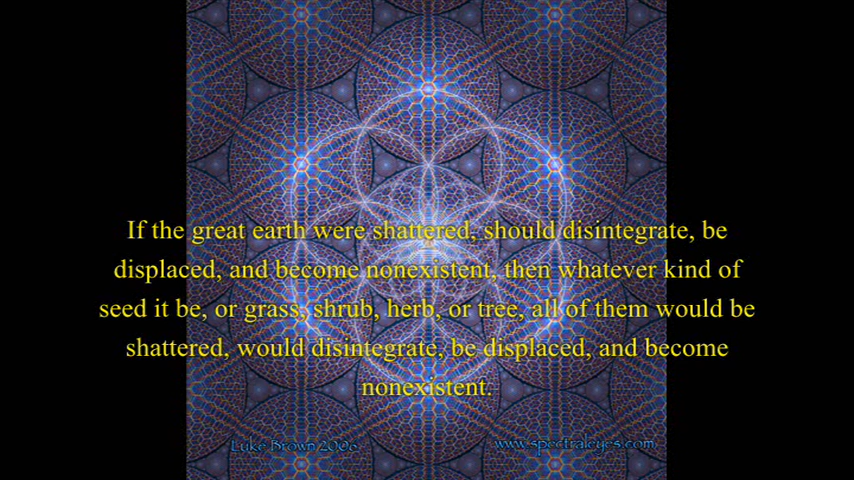 If the great earth were shattered, should disintegrate, be
displaced, and become nonexistent, then whatever kind of
seed it be, or grass, shrub, herb, or tree, all of them would be
shattered, would disintegrate, be displaced, and become
nonexistent.
Luke Brown 2006 www.spectraleyes.com